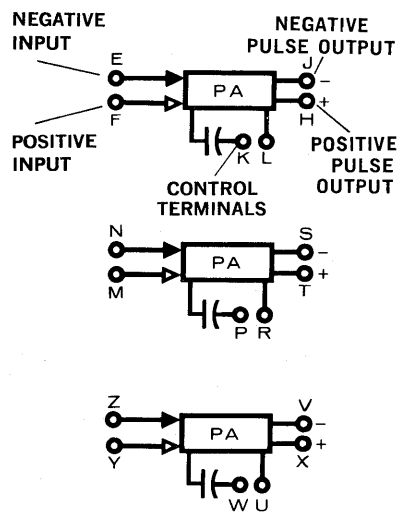 NEGATIVE
INPUT
NEGATIVE
PULSE OUTPUT
E
J
PA
-
+
F
H
POSITIVE
INPUT
K
L
POSITIVE
PULSE
OUTPUT
CONTROL
TERMINALS
N
S
PA
-
+
M
T
P
R
Z
V
PA
-
+
Y
X
W
U